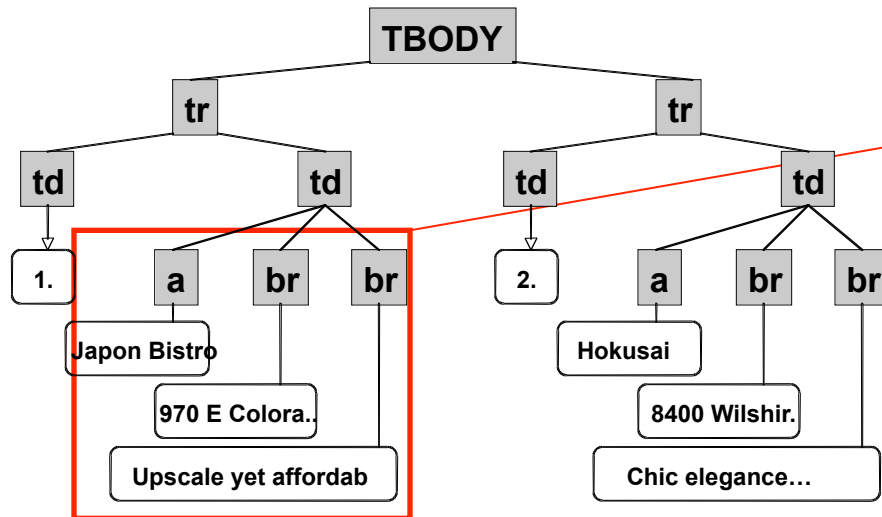 TBODY
tr tr
td td td td
1. a br br 2. a br br
Japon Bistro Hokusai
970 E Colora.. 8400 Wilshir.
Upscale yet affordab Chic elegance…